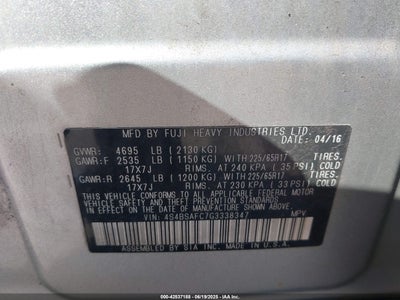 MFD BY FUJI HEAVY INDUSTRIES LTD.
DATE: 04/16
GVWR: 4695 LB (2130 KG)
GAWR:F 2535 LB (1150 KG) WITH 225/65R17 TIRES.
17X7J RIMS. AT 240 KPA (35 PSI) COLD
GAWR:R 2645 LB (1200 KG) WITH 225/65R17 TIRES.
17X7J RIMS. AT 230 KPA (33 PSI) COLD
THIS VEHICLE CONFORMS TO ALL APPLICABLE FEDERAL MOTOR
VEHICLE SAFETY, BUMPER, AND THEFT PREVENTION STANDARDS
IN EFFECT ON THE DATE OF MANUFACTURE SHOWN ABOVE.
VIN: 4S4BSAFC7G3338347 MPV
ASSEMBLED BY SIA INC. MADE IN U.S.A.
000-42537188 - (06/19/2025) - IAAI